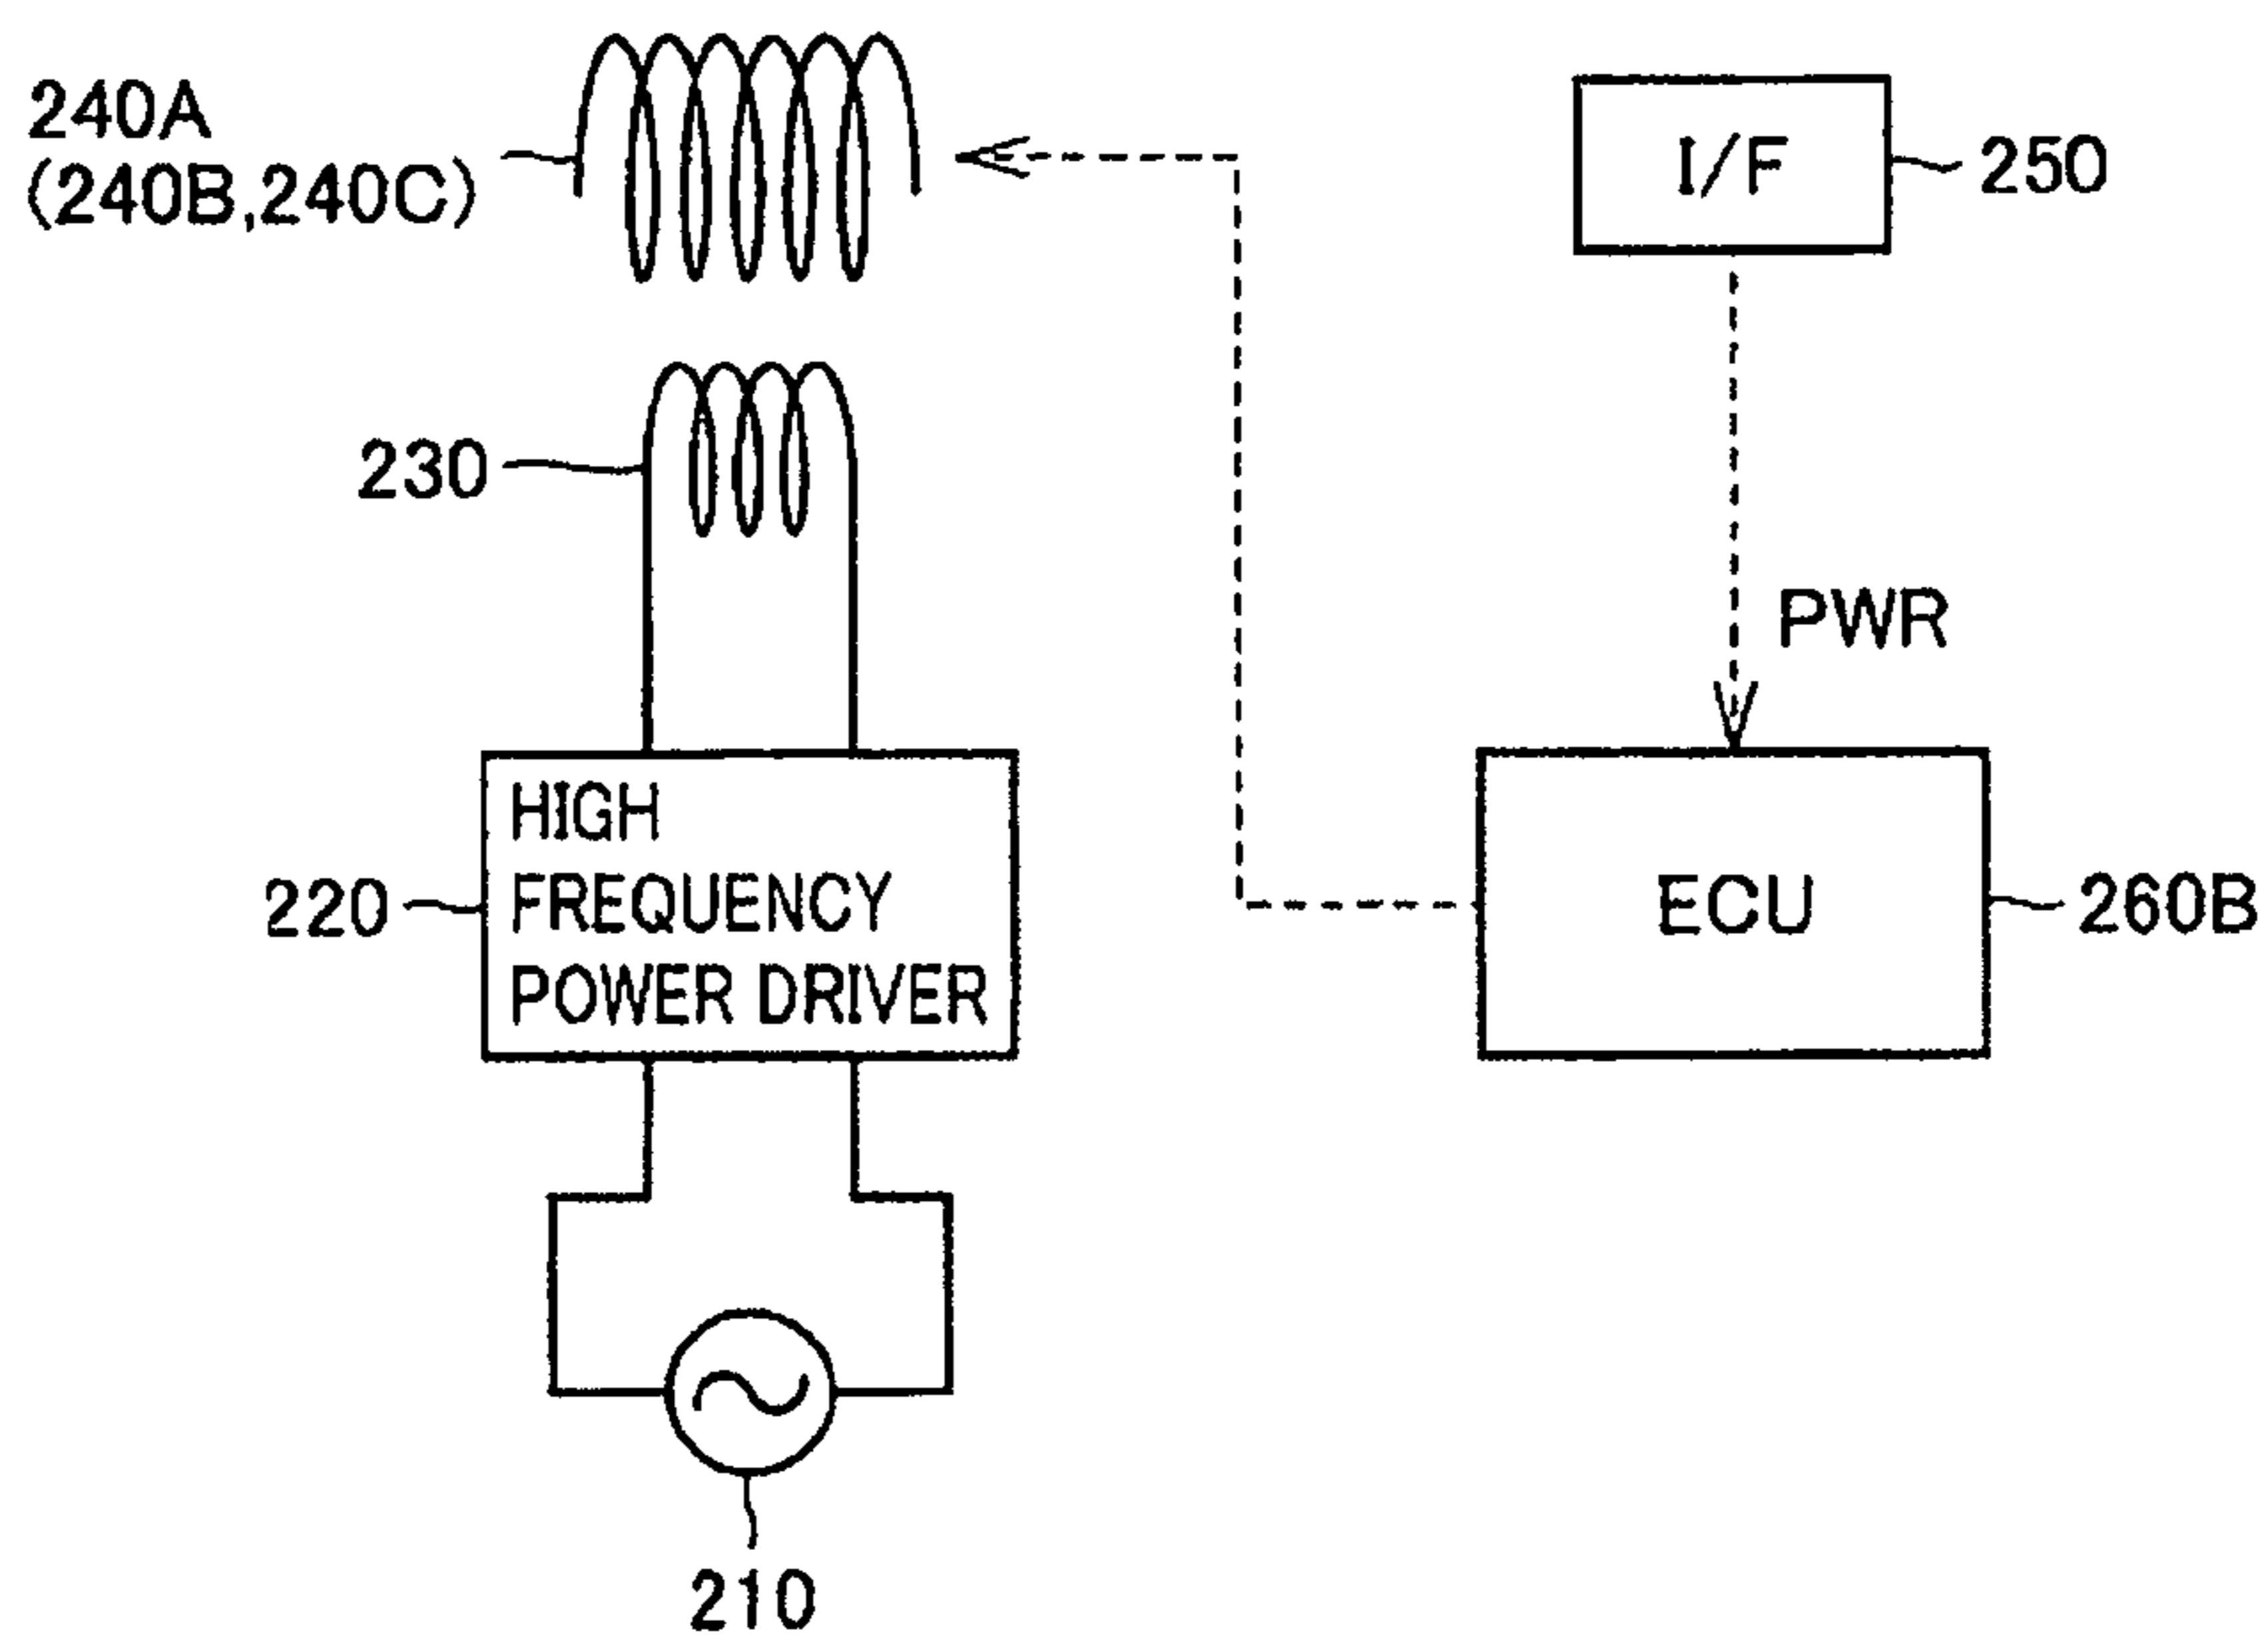 240A
(240B,240C)
I/F
250
230
PWR
HIGH
FREQUENCY
POWER DRIVER
220
ECU
260B
210